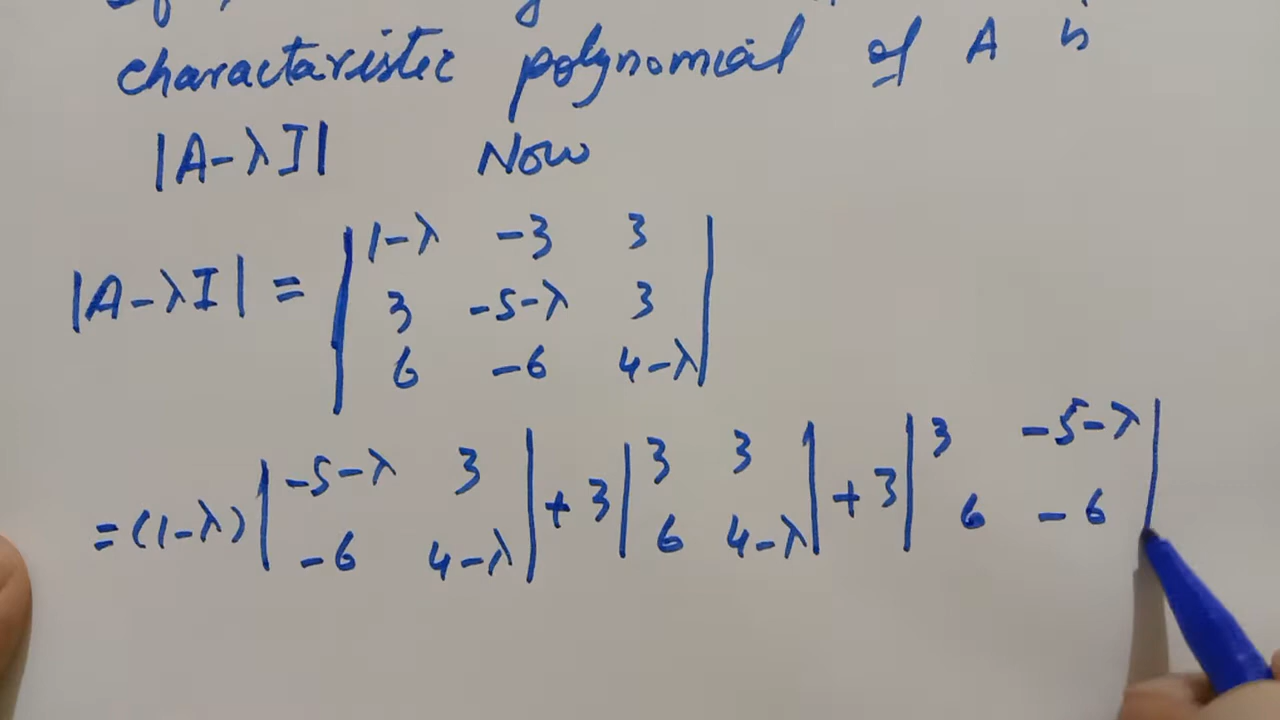 charactaristic polynomial of A is
|A-λI| Now
|A-λI| = | 1-λ -3 3 |
| 3 -5-λ 3 |
| 6 -6 4-λ |
=(1-λ) | -5-λ 3 | + 3 | 3 3 | + 3 | 3 -5-λ |
| -6 4-λ | | 6 4-λ | | 6 -6 |